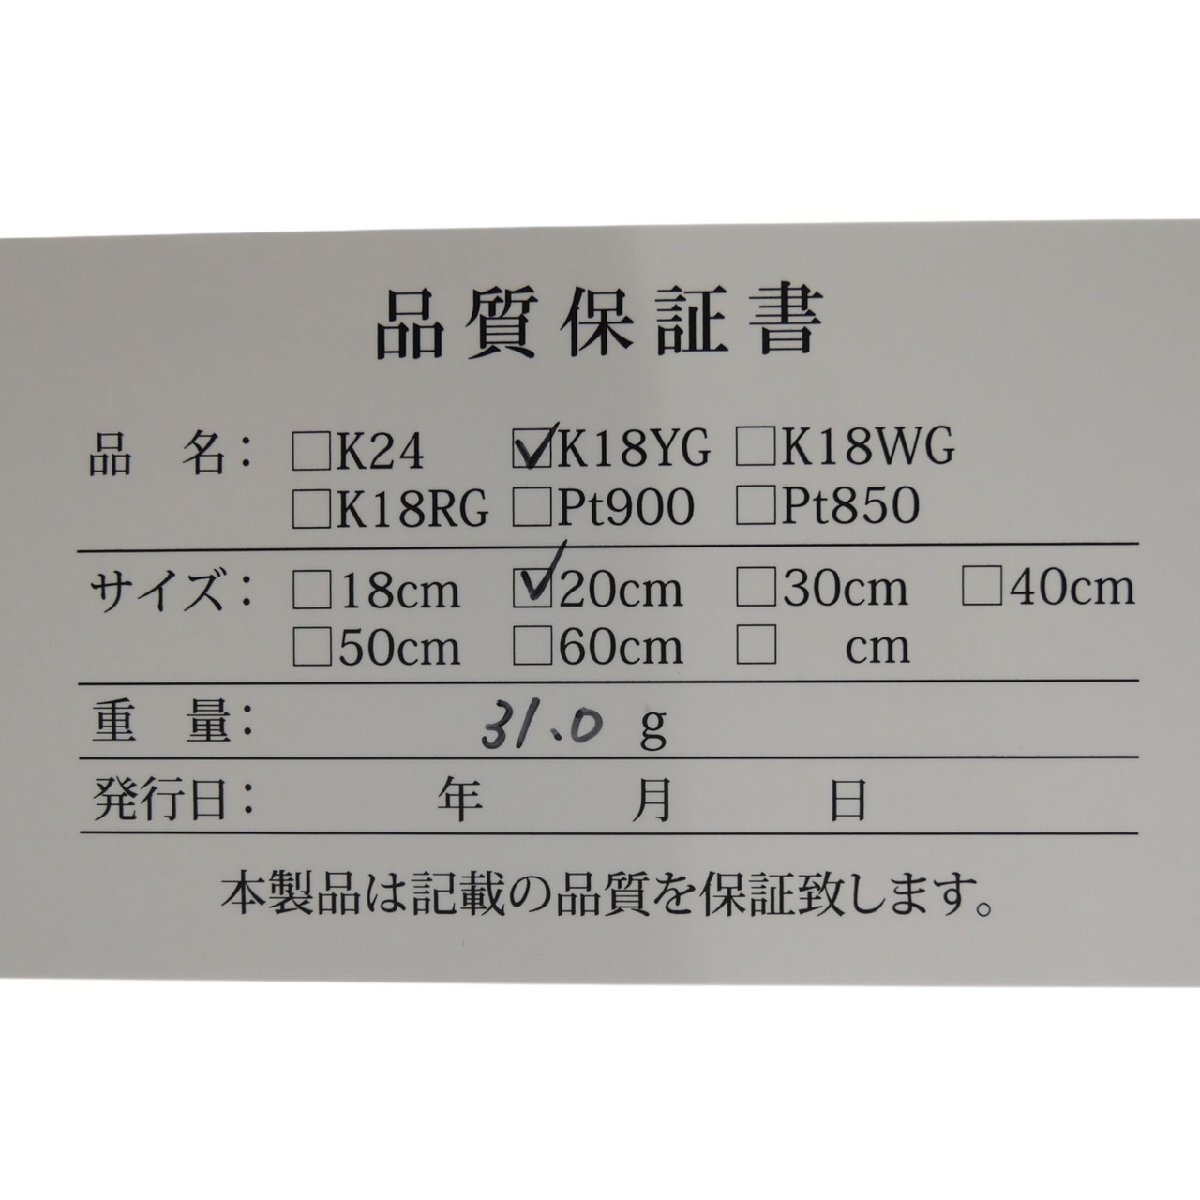 品質保証書
品 名： □K24 ☑K18YG □K18WG
□K18RG □Pt900 □Pt850
サイズ： □18cm ☑20cm □30cm □40cm
□50cm □60cm □ cm
重 量： 31.0 g
発行日： 年 月 日
本製品は記載の品質を保証致します。